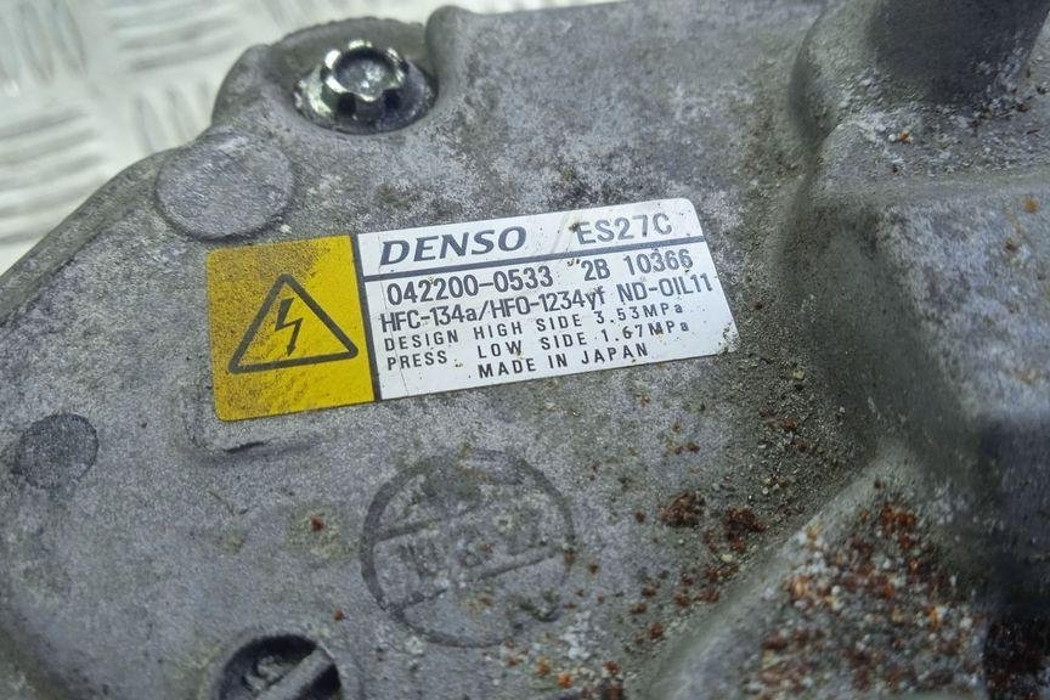 DENSO ES27C
042200-0533 2B 10366
HFC-134a/HFO-1234yf ND-OIL11
DESIGN HIGH SIDE 3.53MPa
PRESS LOW SIDE 1.67MPa
MADE IN JAPAN